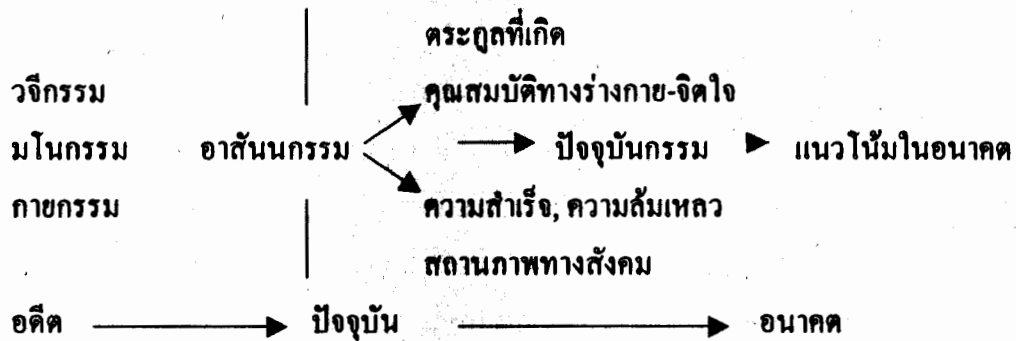 ตระกูลที่เกิด
วจีกรรม คุณสมบัติทางร่างกาย-จิตใจ
มโนกรรม อาสันนกรรม ปัจจุบันกรรม แนวโน้มในอนาคต
กายกรรม ความสำเร็จ, ความล้มเหลว
สถานภาพทางสังคม
อดีต ปัจจุบัน อนาคต